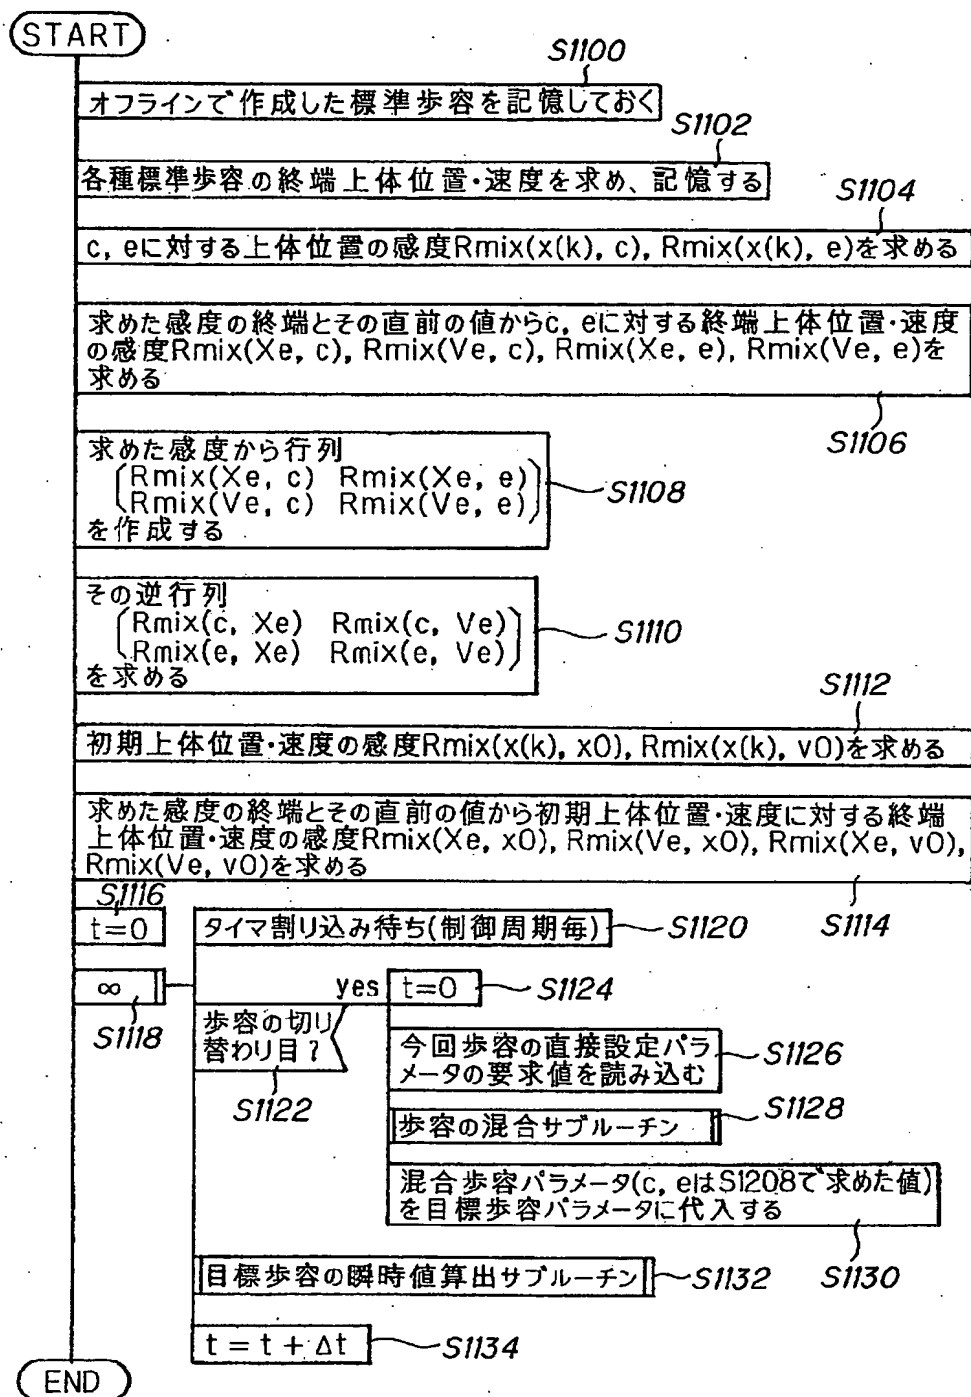 START
S1100
オフラインで作成した標準歩容を記憶しておく
S1102
各種標準歩容の終端上体位置・速度を求め、記憶する
S1104
c, eに対する上体位置の感度Rmix(x(k), c), Rmix(x(k), e)を求める
求めた感度の終端とその直前の値からc, eに対する終端上体位置・速度
の感度Rmix(Xe, c), Rmix(Ve, c), Rmix(Xe, e), Rmix(Ve, e)を
求める
S1106
求めた感度から行列
Rmix(Xe, c) Rmix(Xe, e)
S1108
Rmix(Ve, c) Rmix(Ve, e)
を作成する
その逆行列
Rmix(c, Xe) Rmix(c, Ve)
S1110
Rmix(e, Xe) Rmix(e, Ve)
を求める
S1112
初期上体位置・速度の感度Rmix(x(k), x0), Rmix(x(k), v0)を求める
求めた感度の終端とその直前の値から初期上体位置・速度に対する終端
上体位置・速度の感度Rmix(Xe, x0), Rmix(Ve, x0), Rmix(Xe, v0),
Rmix(Ve, v0)を求める
S1114
S1116
t=0
タイマ割り込み待ち(制御周期毎)
S1120
∞
S1118
yes
t=0
S1124
歩容の切り
替わり目?
S1122
今回歩容の直接設定パラ
メータの要求値を読み込む
S1126
歩容の混合サブルーチン
S1128
混合歩容パラメータ(c, eはS1208で求めた値)
を目標歩容パラメータに代入する
S1130
目標歩容の瞬時値算出サブルーチン
S1132
t = t + Δt
S1134
END